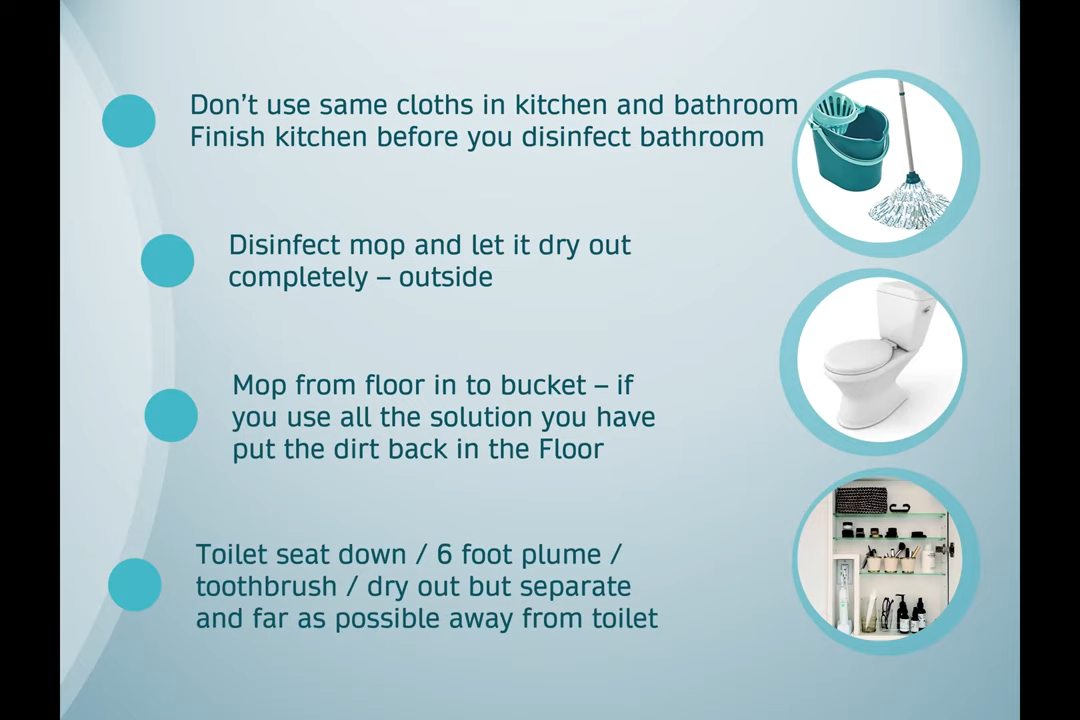 Don’t use same cloths in kitchen and bathroom
Finish kitchen before you disinfect bathroom
Disinfect mop and let it dry out
completely – outside
Mop from floor in to bucket – if
you use all the solution you have
put the dirt back in the Floor
Toilet seat down / 6 foot plume /
toothbrush / dry out but separate
and far as possible away from toilet